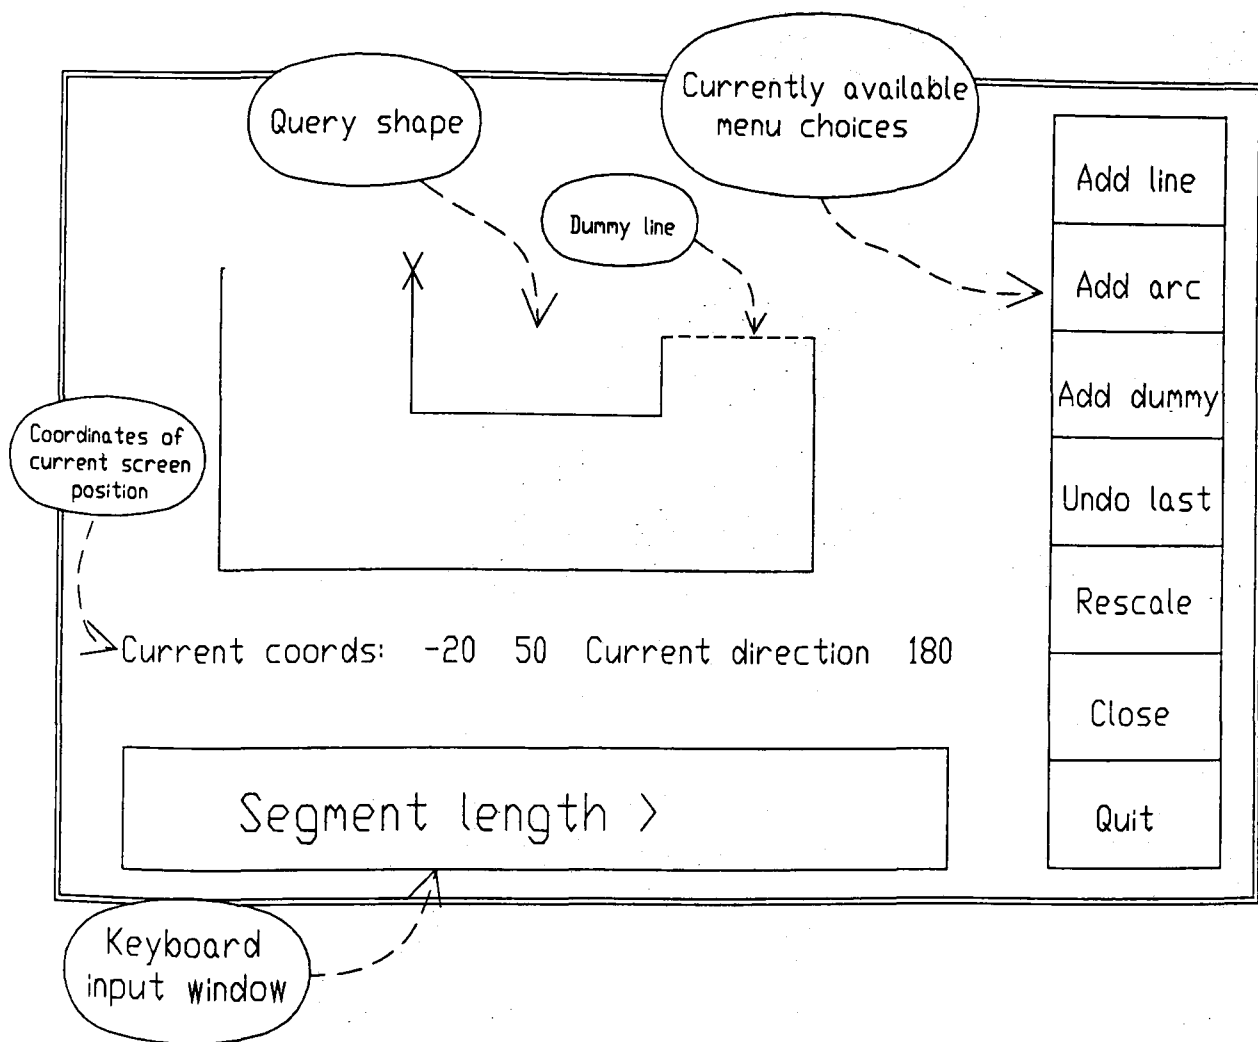 Query shape
Currently available
menu choices
Dummy line
Add line
Add arc
Add dummy
Undo last
Rescale
Close
Quit
Coordinates of
current screen
position
Current coords: -20 50 Current direction 180
Segment length >
Keyboard
input window